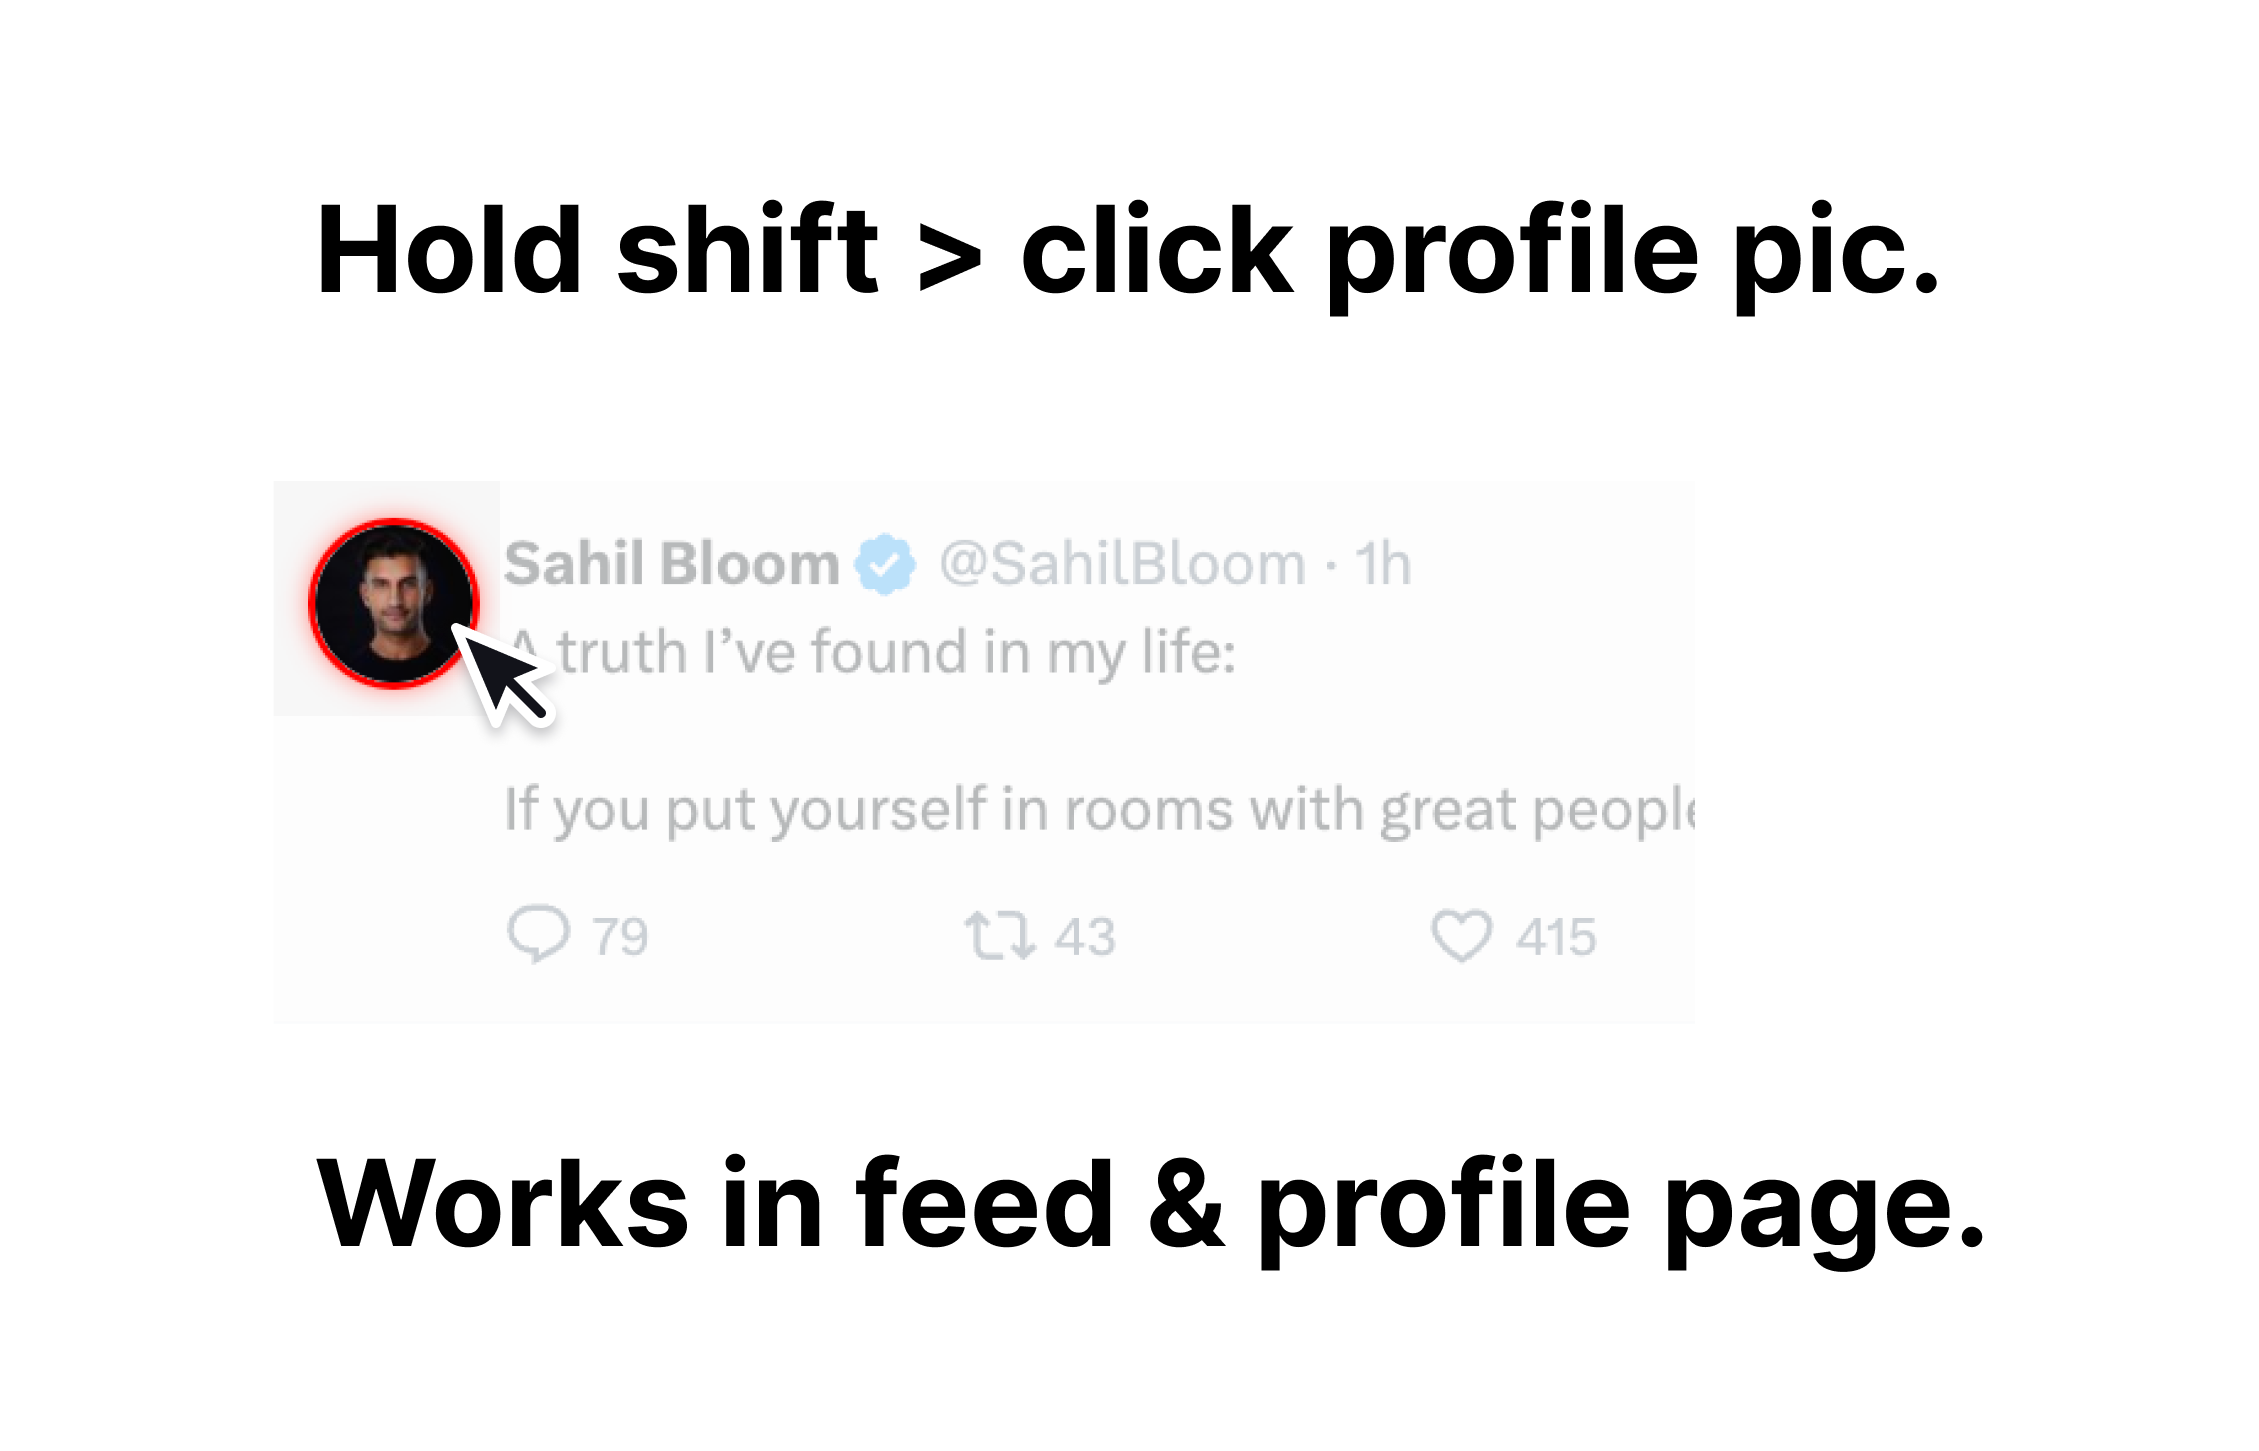 Hold shift > click profile pic.
Sahil Bloom @SahilBloom · 1h
A truth I’ve found in my life:
If you put yourself in rooms with great people
79 43 415
Works in feed & profile page.